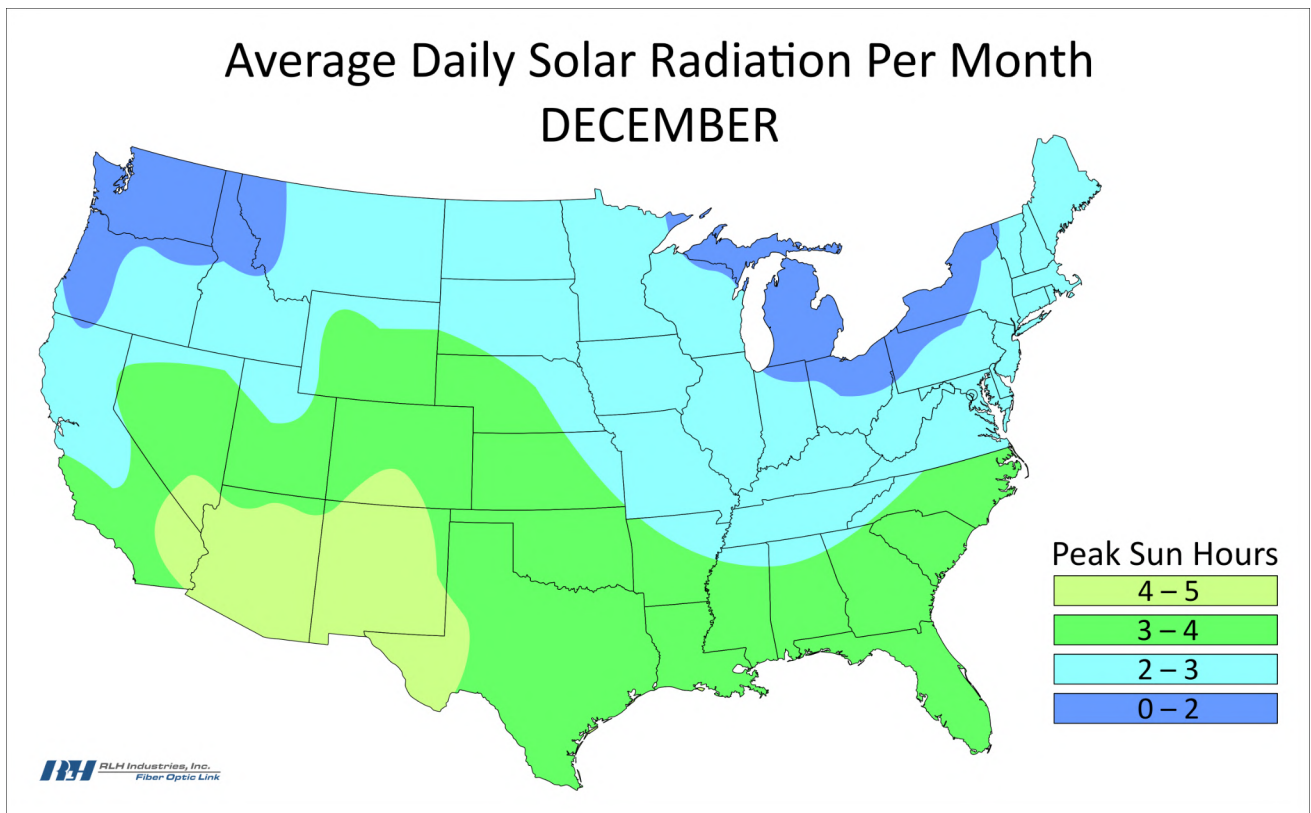 Average Daily Solar Radiation Per Month
DECEMBER
Peak Sun Hours
4 – 5
3 – 4
2 – 3
0 – 2
RLH RLH Industries, Inc.
Fiber Optic Link